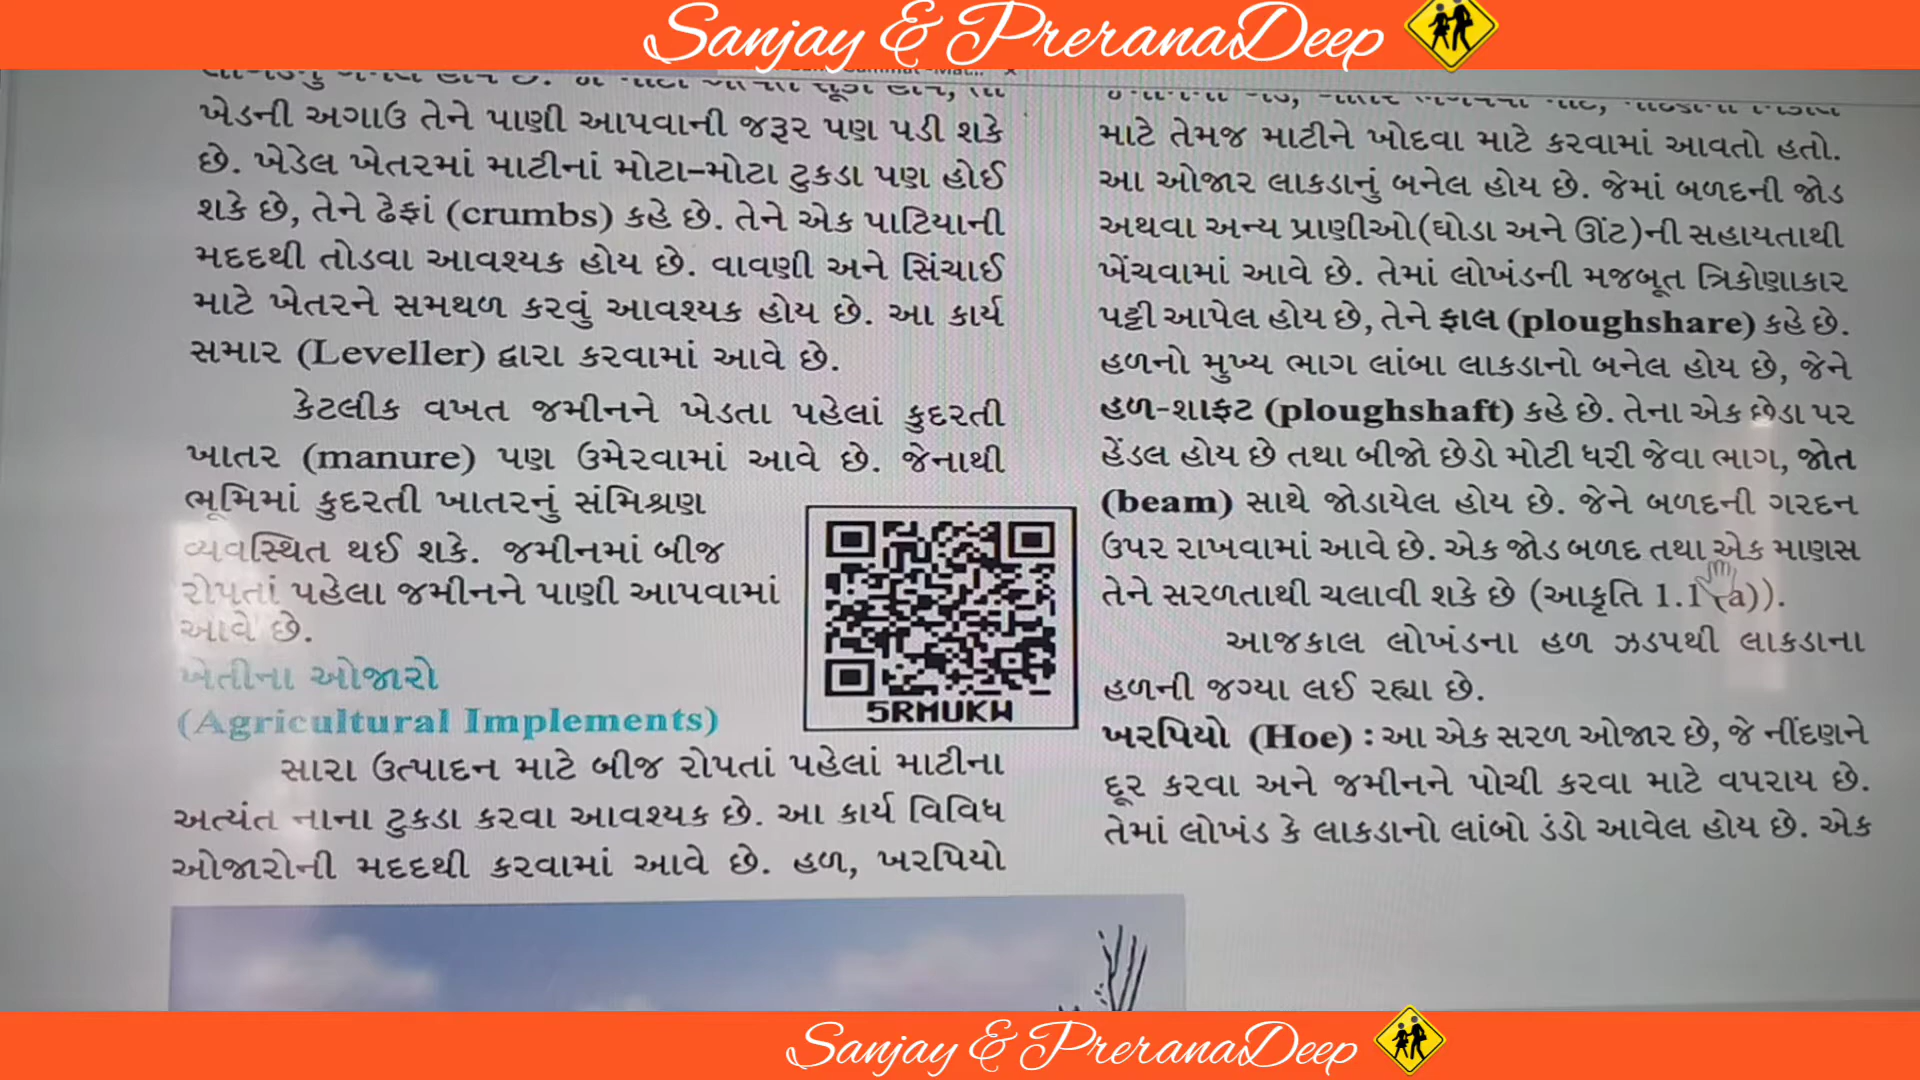 Sanjay & PreranaDeep
ખેડની અગાઉ તેને પાણી આપવાની જરૂર પણ પડી શકે
છે. ખેડેલ ખેતરમાં માટીનાં મોટા-મોટા ટુકડા પણ હોઈ
શકે છે, તેને ઢેફાં (crumbs) કહે છે. તેને એક પાટિયાની
મદદથી તોડવા આવશ્યક હોય છે. વાવણી અને સિંચાઈ
માટે ખેતરને સમથળ કરવું આવશ્યક હોય છે. આ કાર્ય
સમાર (Leveller) દ્વારા કરવામાં આવે છે.
કેટલીક વખત જમીનને ખેડતા પહેલાં કુદરતી
ખાતર (manure) પણ ઉમેરવામાં આવે છે. જેનાથી
ભૂમિમાં કુદરતી ખાતરનું સંમિશ્રણ
વ્યવસ્થિત થઈ શકે. જમીનમાં બીજ
રોપતાં પહેલા જમીનને પાણી આપવામાં
આવે છે.
5RMUKW
ખેતીના ઓજારો
(Agricultural Implements)
સારા ઉત્પાદન માટે બીજ રોપતાં પહેલાં માટીના
અત્યંત નાના ટુકડા કરવા આવશ્યક છે. આ કાર્ય વિવિધ
ઓજારોની મદદથી કરવામાં આવે છે. હળ, ખરપિયો
માટે તેમજ માટીને ખોદવા માટે કરવામાં આવતો હતો.
આ ઓજાર લાકડાનું બનેલ હોય છે. જેમાં બળદની જોડ
અથવા અન્ય પ્રાણીઓ(ઘોડા અને ઊંટ)ની સહાયતાથી
ખેંચવામાં આવે છે. તેમાં લોખંડની મજબૂત ત્રિકોણાકાર
પટ્ટી આપેલ હોય છે, તેને ફાલ (ploughshare) કહે છે.
હળનો મુખ્ય ભાગ લાંબા લાકડાનો બનેલ હોય છે, જેને
હળ-શાફ્ટ (ploughshaft) કહે છે. તેના એક છેડા પર
હેંડલ હોય છે તથા બીજો છેડો મોટી ધરી જેવા ભાગ, જોત
(beam) સાથે જોડાયેલ હોય છે. જેને બળદની ગરદન
ઉપર રાખવામાં આવે છે. એક જોડ બળદ તથા એક માણસ
તેને સરળતાથી ચલાવી શકે છે (આકૃતિ 1.1 (a)).
આજકાલ લોખંડના હળ ઝડપથી લાકડાના
હળની જગ્યા લઈ રહ્યા છે.
ખરપિયો (Hoe) : આ એક સરળ ઓજાર છે, જે નીંદણને
દૂર કરવા અને જમીનને પોચી કરવા માટે વપરાય છે.
તેમાં લોખંડ કે લાકડાનો લાંબો ડંડો આવેલ હોય છે. એક
Sanjay & PreranaDeep